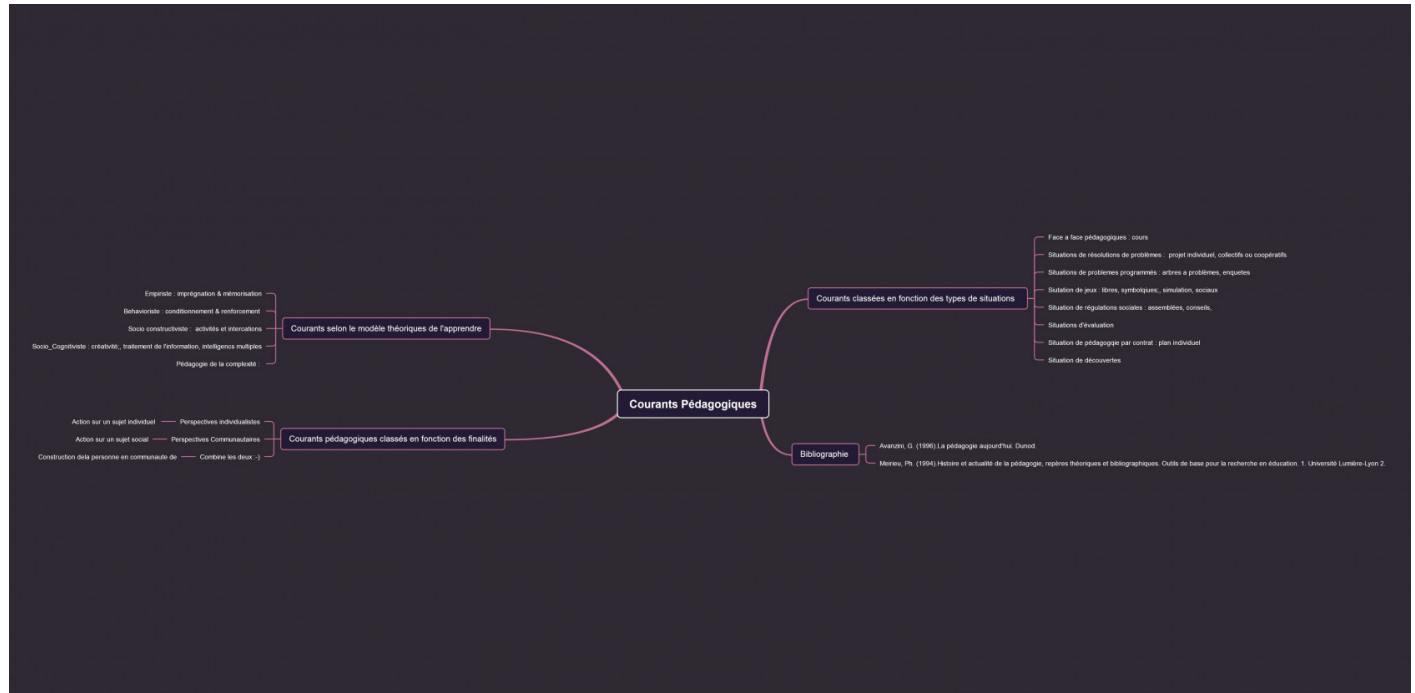 Courants Pédagogiques
Courants classées en fonction des types de situations
Face a face pédagogiques : cours
Situations de résolutions de problèmes : projet individuel, collectifs ou coopératifs
Situations de problemes programmés : arbres a problèmes, enquetes
Siutation de jeux : libres, symbolqiues;, simulation, sociaux
Situation de régulations sociales : assemblées, conseils,
Situations d'évaluation
Situation de pédagogqie par contrat : plan individuel
Situation de découvertes
Bibliographie
Avanzini, G. (1996).La pédagogie aujourd'hui. Dunod.
Merieu, Ph. (1994).Histoire et actualité de la pédagogie, repères théoriques et bibliographiques. Outils de base pour la recherche en éducation. 1. Université Lumière-Lyon 2.
Courants selon le modèle théoriques de l'apprendre
Empiriste : imprégnation & mémorisation
Behavioriste : conditionnement & renforcement
Socio constructiviste : activités et intercations
Socio_Cognitiviste : créativité;, traitement de l'information, intelligence multiples
Pédagogie de la complexité :
Courants pédagogiques classés en fonction des finalités
Action sur un sujet individuel Perspectives individualistes
Action sur un sujet social Perspectives Communautaires
Construction dela personne en communaute de Combine les deux :-)